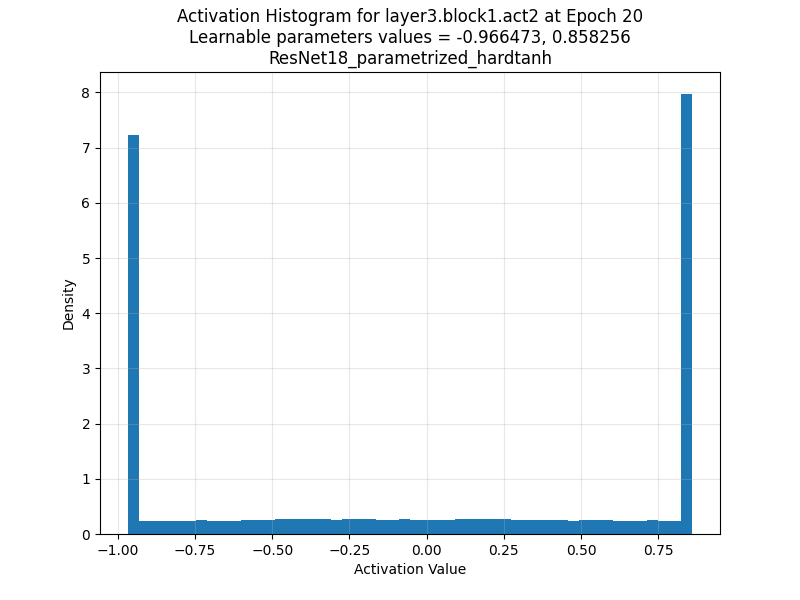 Activation Histogram for layer3.block1.act2 at Epoch 20
Learnable parameters values = -0.966473, 0.858256
ResNet18_parametrized_hardtanh
8
7
6
5
4
3
2
1
0
Density
−1.00 −0.75 −0.50 −0.25 0.00 0.25 0.50 0.75
Activation Value